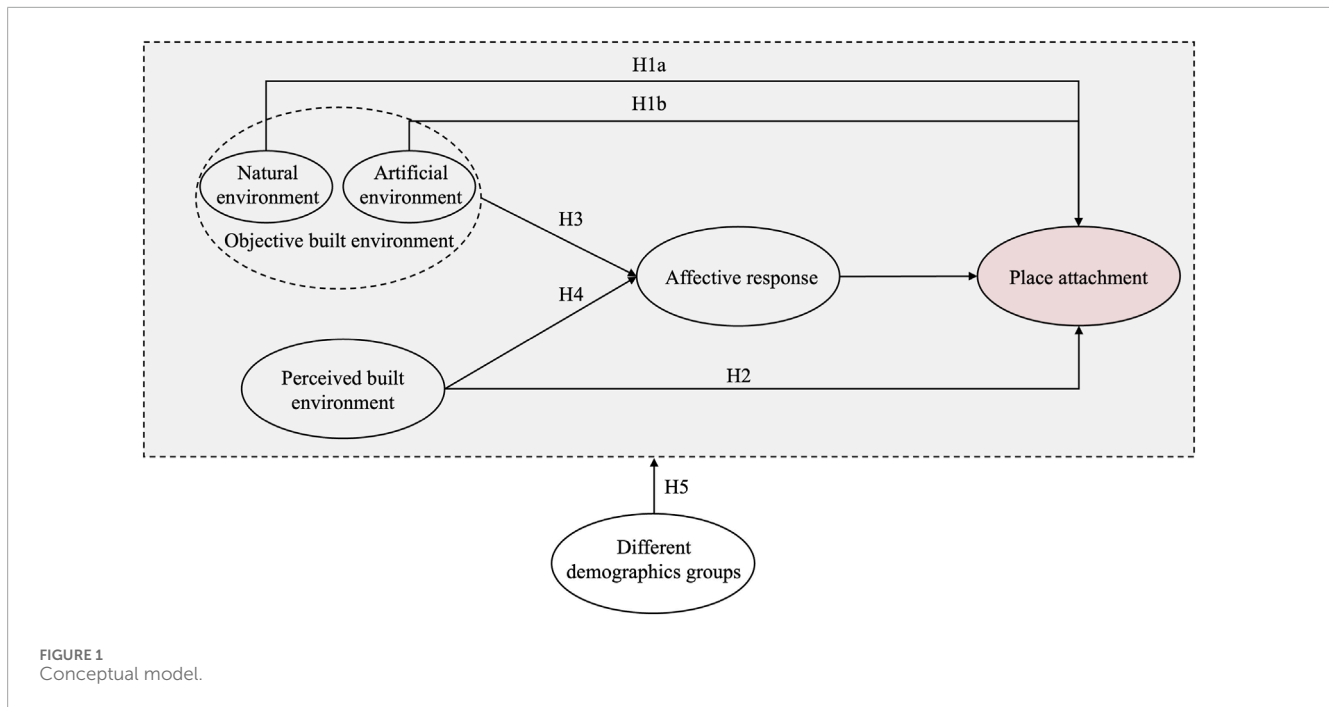 H1a
H1b
Natural
environment
Artificial
environment
Objective built environment
H3
H4
Affective response
Place attachment
Perceived built
environment
H2
H5
Different
demographics groups
FIGURE 1
Conceptual model.